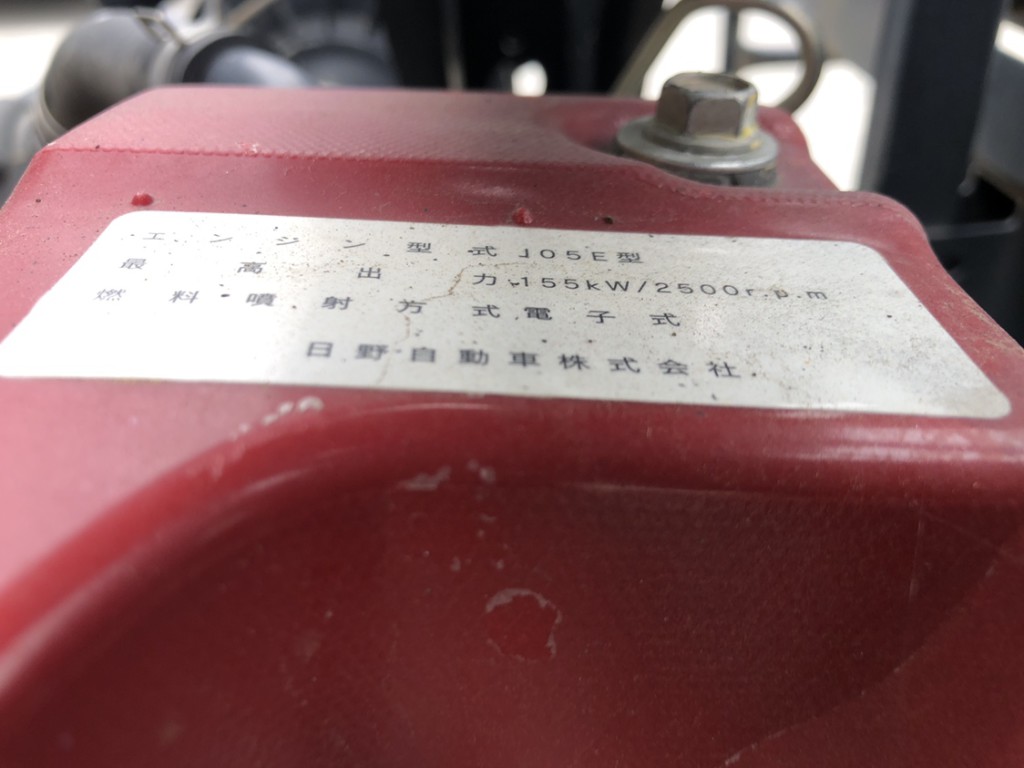 エンジン型式 J05E型
最高出力 155kW/2500r.p.m
燃料噴射方式 電子式
日野自動車株式会社